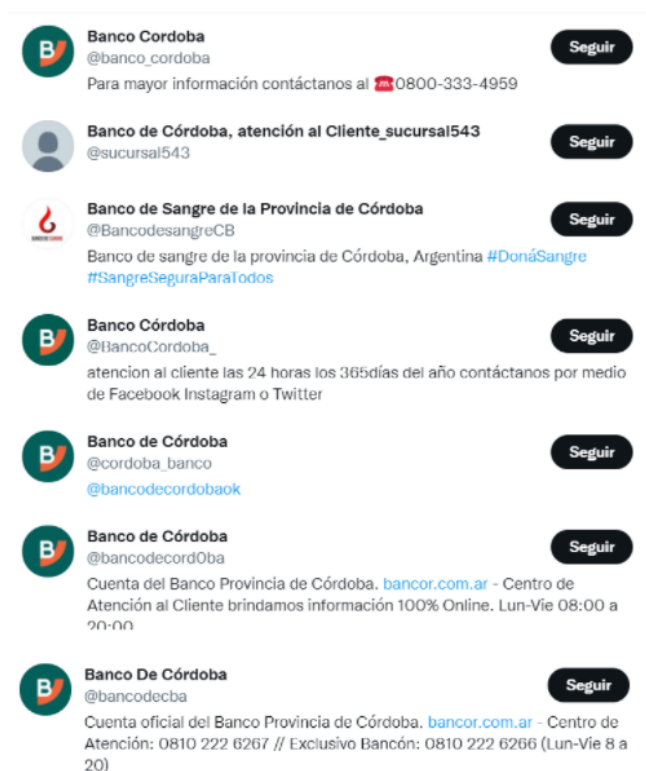 Banco Cordoba
@banco_cordoba
Seguir
Para mayor información contáctanos al ☎️0800-333-4959
Banco de Córdoba, atención al Cliente_sucursal543
@sucursal543
Seguir
Banco de Sangre de la Provincia de Córdoba
@BancodesangreCB
Seguir
Banco de sangre de la provincia de Córdoba, Argentina #DonáSangre
#SangreSeguraParaTodos
Banco Córdoba
@BancoCordoba_
Seguir
atencion al cliente las 24 horas los 365días del año contáctanos por medio
de Facebook Instagram o Twitter
Banco de Córdoba
@cordoba_banco
Seguir
@bancodecordobaok
Banco de Córdoba
@bancodecord0ba
Seguir
Cuenta del Banco Provincia de Córdoba. bancor.com.ar - Centro de
Atención al Cliente brindamos información 100% Online. Lun-Vie 08:00 a
20:00
Banco De Córdoba
@bancodecba
Seguir
Cuenta oficial del Banco Provincia de Córdoba. bancor.com.ar - Centro de
Atención: 0810 222 6267 // Exclusivo Bancón: 0810 222 6266 (Lun-Vie 8 a
20)